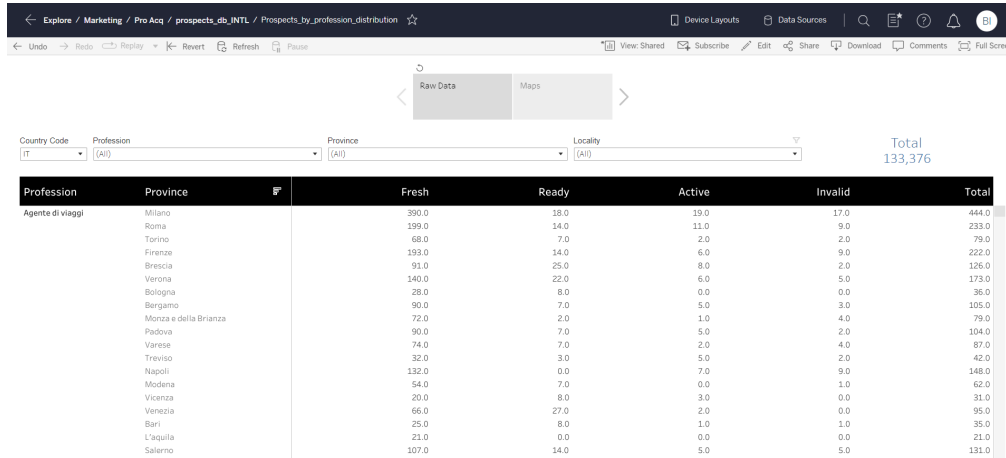 Explore / Marketing / Pro Acq / prospects_db_INTL / Prospects_by_profession_distribution Device Layouts Data Sources BI
Undo Redo Replay Revert Refresh Pause View: Shared Subscribe Edit Share Download Comments Full Scre
Raw Data Maps
Country Code Profession Province Locality Total
IT (All) (All) (All) 133,376
Profession Province Fresh Ready Active Invalid Total
Agente di viaggi Milano 390.0 18.0 19.0 17.0 444.0
Roma 199.0 14.0 11.0 9.0 233.0
Torino 68.0 7.0 2.0 2.0 79.0
Firenze 193.0 14.0 6.0 9.0 222.0
Brescia 91.0 25.0 8.0 2.0 126.0
Verona 140.0 22.0 6.0 5.0 173.0
Bologna 28.0 8.0 0.0 0.0 36.0
Bergamo 90.0 7.0 5.0 3.0 105.0
Monza e della Brianza 72.0 2.0 1.0 4.0 79.0
Padova 90.0 7.0 5.0 2.0 104.0
Varese 74.0 7.0 2.0 4.0 87.0
Treviso 32.0 3.0 5.0 2.0 42.0
Napoli 132.0 0.0 7.0 9.0 148.0
Modena 54.0 7.0 0.0 1.0 62.0
Vicenza 20.0 8.0 3.0 0.0 31.0
Venezia 66.0 27.0 2.0 0.0 95.0
Bari 25.0 8.0 1.0 1.0 35.0
L'aquila 21.0 0.0 0.0 0.0 21.0
Salerno 107.0 14.0 5.0 5.0 131.0